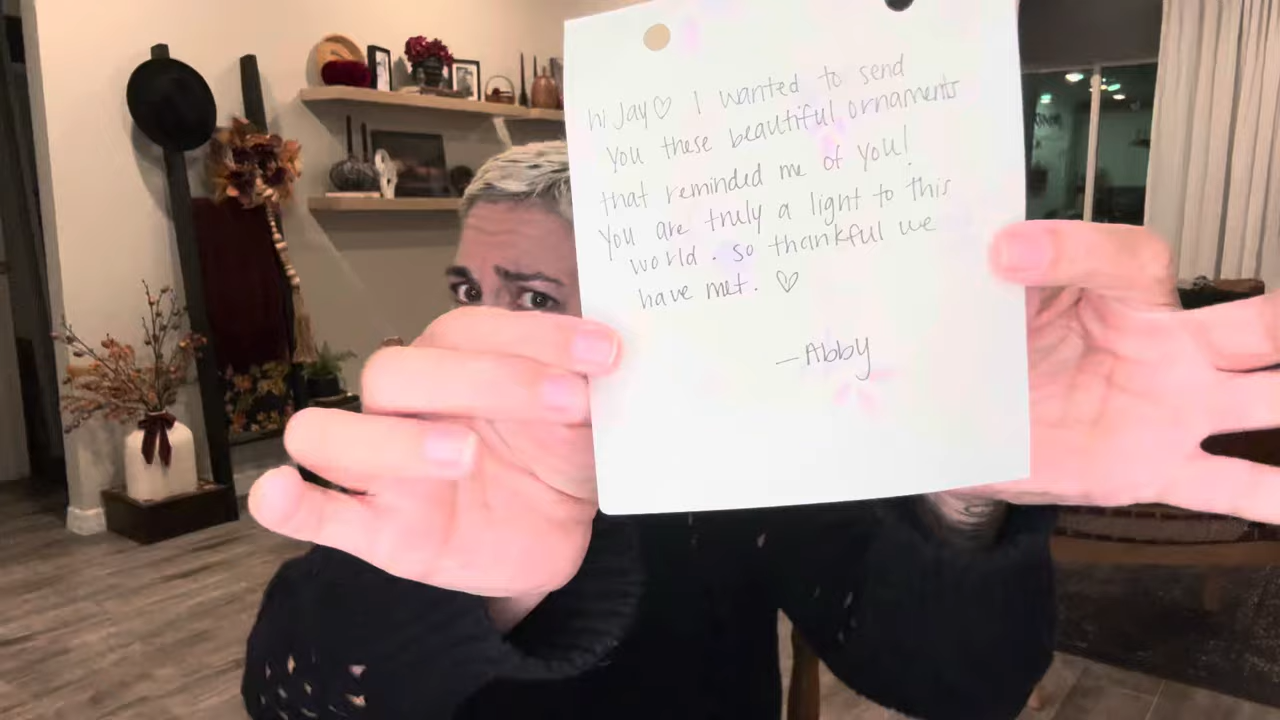 hi Jay♡ I wanted to send
you these beautiful ornaments
that reminded me of you!
You are truly a light to this
world. so thankful we
have met. ♡
—Abby